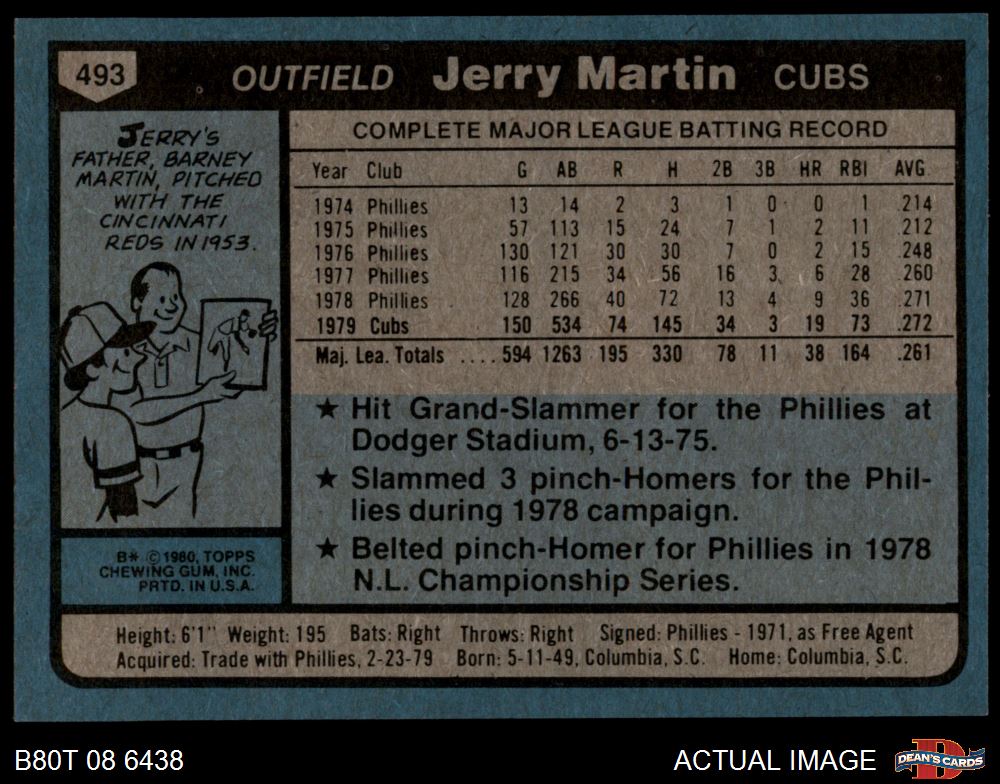 493 OUTFIELD Jerry Martin CUBS
JERRY'S
FATHER, BARNEY
MARTIN, PITCHED
WITH THE
CINCINNATI
REDS IN 1953.
B* © 1980, TOPPS
CHEWING GUM, INC.
PRTD. IN U.S.A.
COMPLETE MAJOR LEAGUE BATTING RECORD
Year Club G AB R H 2B 3B HR RBI AVG.
1974 Phillies 13 14 2 3 1 0 0 1 .214
1975 Phillies 57 113 15 24 7 1 2 11 .212
1976 Phillies 130 121 30 30 7 0 2 15 .248
1977 Phillies 116 215 34 56 16 3 6 28 .260
1978 Phillies 128 266 40 72 13 4 9 36 .271
1979 Cubs 150 534 74 145 34 3 19 73 .272
Maj. Lea. Totals .... 594 1263 195 330 78 11 38 164 .261
★ Hit Grand-Slammer for the Phillies at
Dodger Stadium, 6-13-75.
★ Slammed 3 pinch-Homers for the Phil-
lies during 1978 campaign.
★ Belted pinch-Homer for Phillies in 1978
N.L. Championship Series.
Height: 6'1" Weight: 195 Bats: Right Throws: Right Signed: Phillies - 1971, as Free Agent
Acquired: Trade with Phillies, 2-23-79 Born: 5-11-49, Columbia, S.C. Home: Columbia, S.C.
B80T 08 6438 ACTUAL IMAGE D DEAN'S CARDS